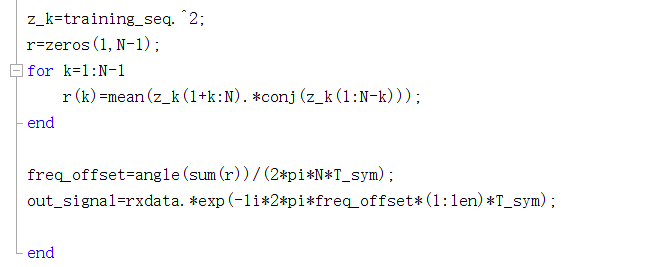 z_k=training_seq.^2;
r=zeros(1,N-1);
for k=1:N-1
r(k)=mean(z_k(1+k:N).*conj(z_k(1:N-k)));
end
freq_offset=angle(sum(r))/(2*pi*N*T_sym);
out_signal=rxdata.*exp(-1i*2*pi*freq_offset*(1:len)*T_sym);
end